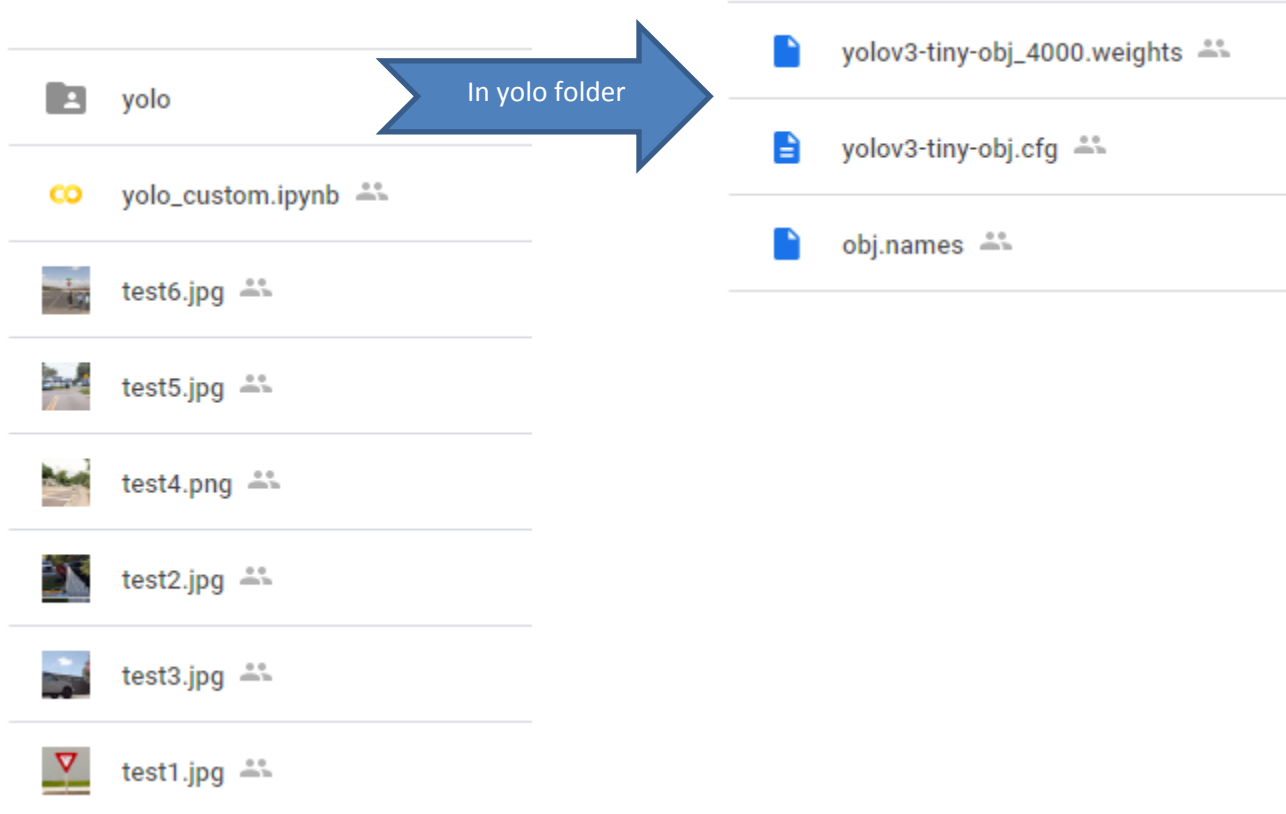 yolo
yolo_custom.ipynb
test6.jpg
test5.jpg
test4.png
test2.jpg
test3.jpg
test1.jpg
In yolo folder
yolov3-tiny-obj_4000.weights
yolov3-tiny-obj.cfg
obj.names